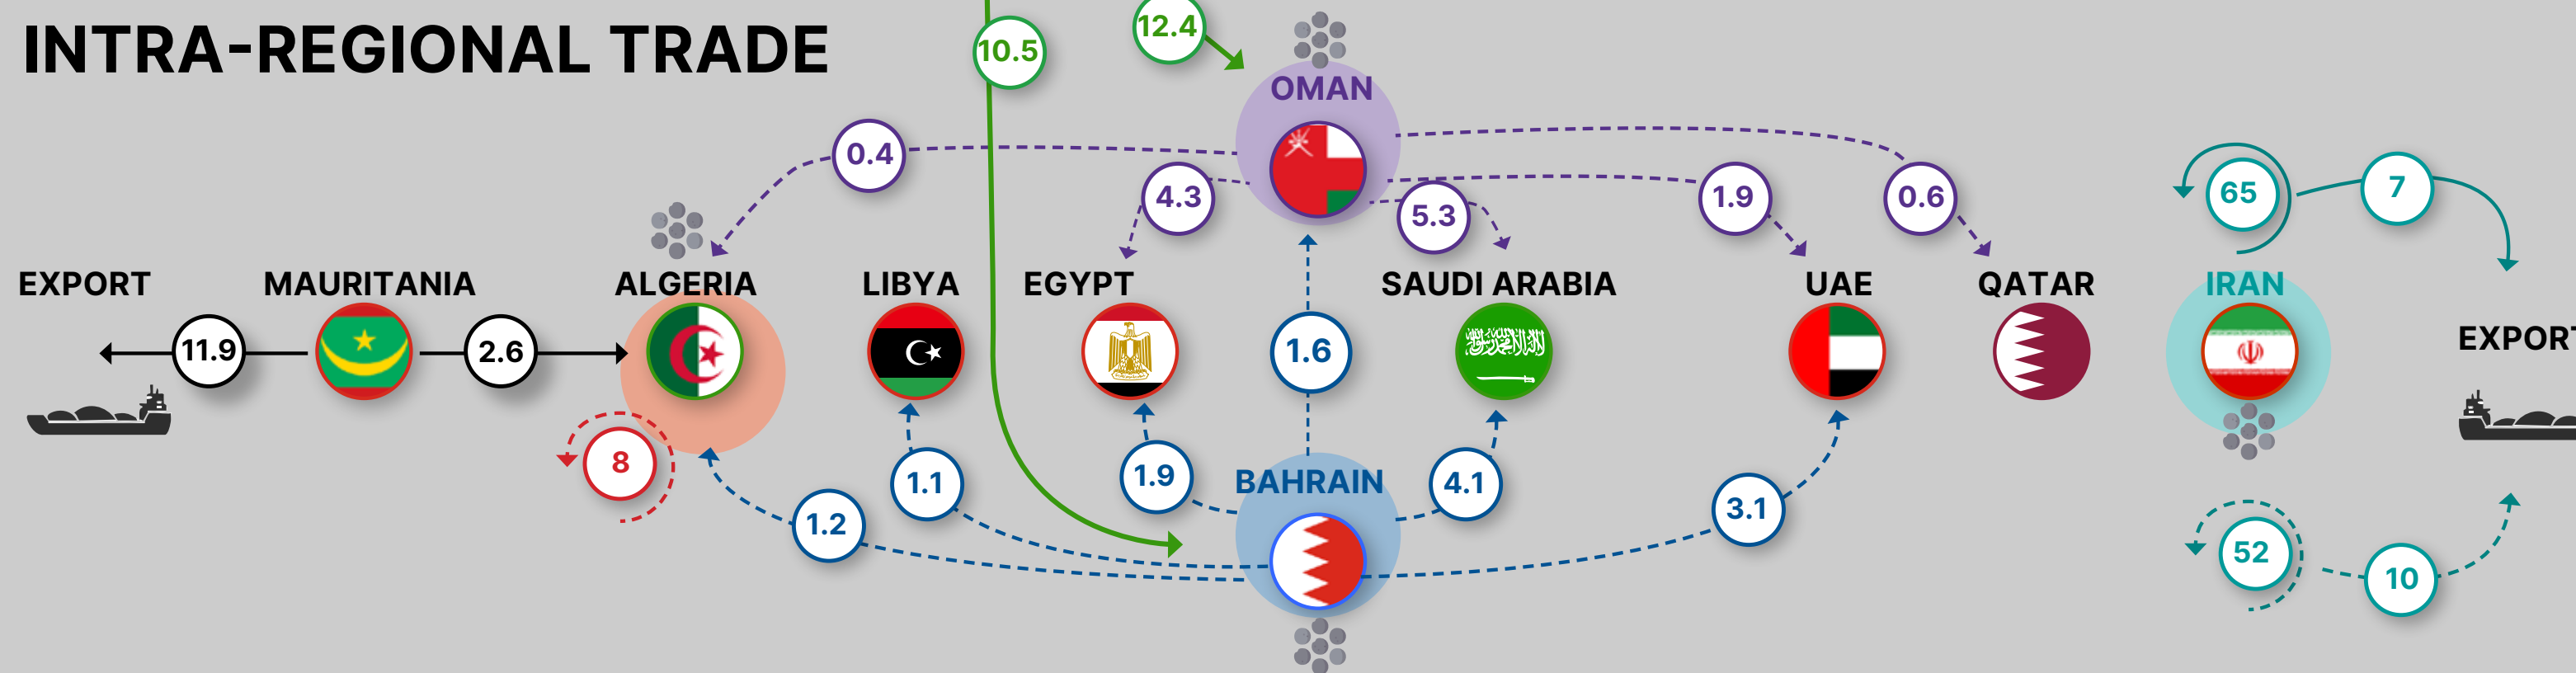 INTRA-REGIONAL TRADE
10.5
12.4
OMAN
0.4
4.3
5.3
1.9
0.6
65
7
EXPORT
MAURITANIA
ALGERIA
LIBYA
EGYPT
SAUDI ARABIA
UAE
QATAR
IRAN
EXPORT
11.9
2.6
1.6
8
1.2
1.1
1.9
BAHRAIN
4.1
3.1
52
10